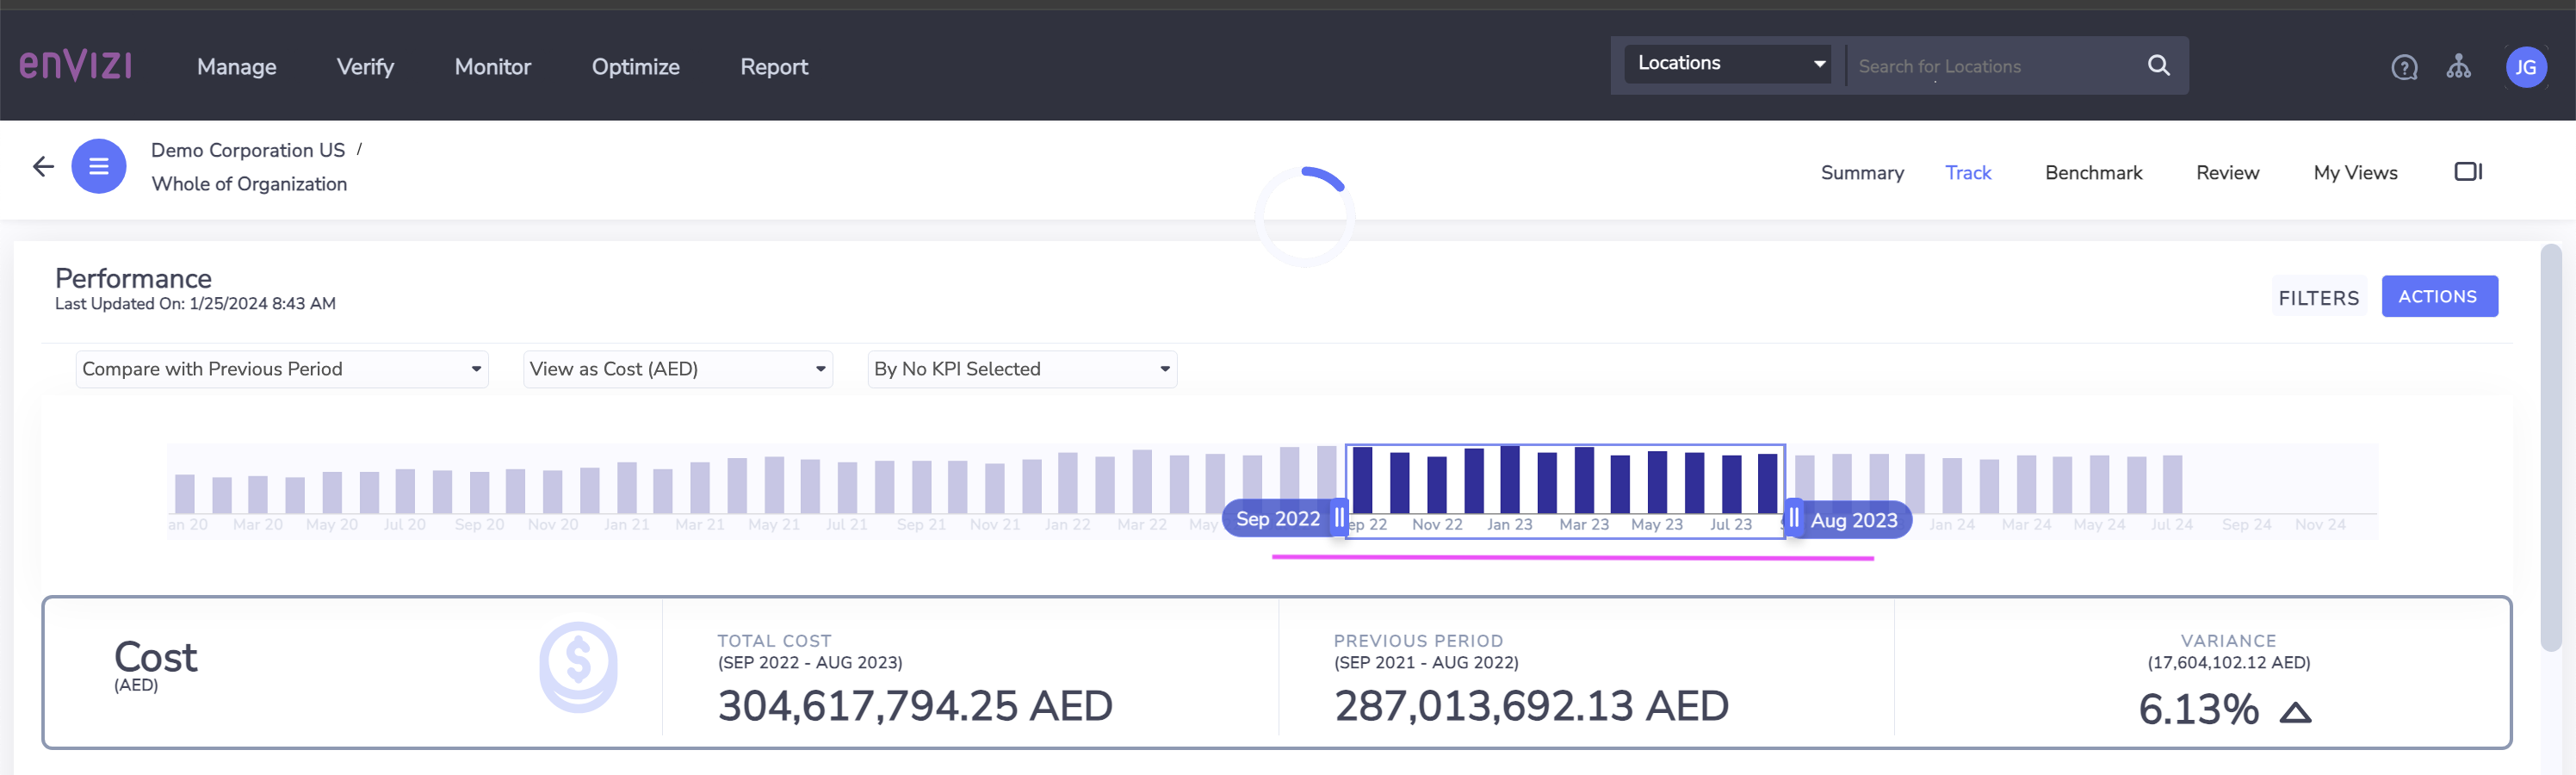 enVIZI
Manage Verify Monitor Optimize Report
Locations
Search for Locations
JG
Demo Corporation US /
Whole of Organization
Summary Track Benchmark Review My Views
Performance
Last Updated On: 1/25/2024 8:43 AM
FILTERS ACTIONS
Compare with Previous Period
View as Cost (AED)
By No KPI Selected
an 20 Mar 20 May 20 Jul 20 Sep 20 Nov 20 Jan 21 Mar 21 May 21 Jul 21 Sep 21 Nov 21 Jan 22 Mar 22 May Sep 2022 ep 22 Nov 22 Jan 23 Mar 23 May 23 Jul 23 Aug 2023 Jan 24 Mar 24 May 24 Jul 24 Sep 24 Nov 24
Cost
(AED)
TOTAL COST
(SEP 2022 - AUG 2023)
304,617,794.25 AED
PREVIOUS PERIOD
(SEP 2021 - AUG 2022)
287,013,692.13 AED
VARIANCE
(17,604,102.12 AED)
6.13%